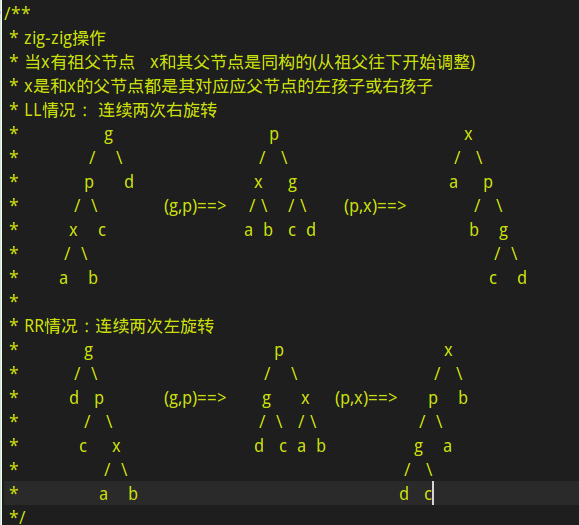 /**
 * zig-zig操作
 * 当x有祖父节点   x和其父节点是同构的(从祖父往下开始调整)
 * x是和x的父节点都是其对应应父节点的左孩子或右孩子
 * LL情况 :  连续两次右旋转
 *                  g                                 p                                       x
 *               /    \                             /   \                                   /   \
 *              p      d                           x     g                                 a     p
 *            /  \              (g,p)==>     / \    / \      (p,x)==>              /   \
 *           x    c                              a  b   c  d                                 b    g
 *          /  \                                                                                  /  \
 *         a    b                                                                                c    d
 *
 * RR情况 : 连续两次左旋转
 *              g                                      p                                  x
 *            /  \                                  /    \                              /   \
 *           d   p              (g,p)==>       g      x      (p,x)==>      p     b
 *              /   \                              /  \   / \                       /  \
 *             c     x                            d   c  a  b                      g    a
 *                  /  \                                                         /   \
 *                 a    b                                                       d   c
 */